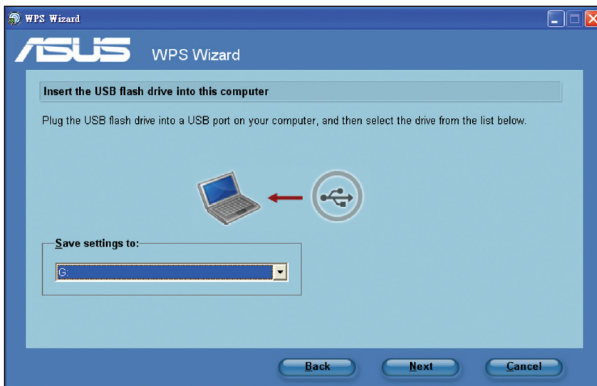 WPS Wizard
ASUS WPS Wizard
Insert the USB flash drive into this computer
Plug the USB flash drive into a USB port on your computer, and then select the drive from the list below.
Save settings to:
G:
Back Next Cancel